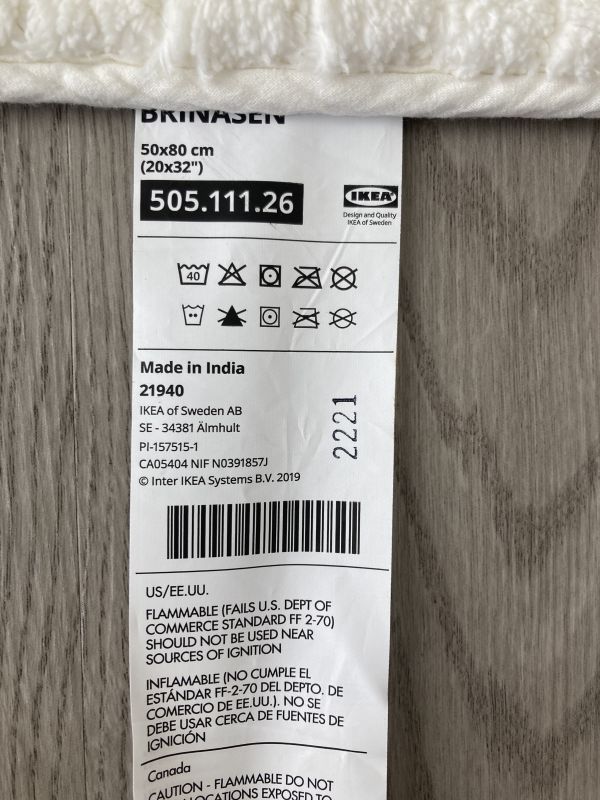 BRINASEN
50x80 cm
(20x32")
505.111.26
IKEA®
Design and Quality
IKEA of Sweden
40
Made in India
21940
IKEA of Sweden AB
SE - 34381 Älmhult
PI-157515-1
CA05404 NIF N0391857J
© Inter IKEA Systems B.V. 2019
2221
US/EE.UU.
FLAMMABLE (FAILS U.S. DEPT OF
COMMERCE STANDARD FF 2-70)
SHOULD NOT BE USED NEAR
SOURCES OF IGNITION
INFLAMABLE (NO CUMPLE EL
ESTÁNDAR FF-2-70 DEL DEPTO. DE
COMERCIO DE EE.UU.). NO SE
DEBE USAR CERCA DE FUENTES DE
IGNICIÓN
Canada
CAUTION - FLAMMABLE DO NOT
LOCATIONS EXPOSED TO